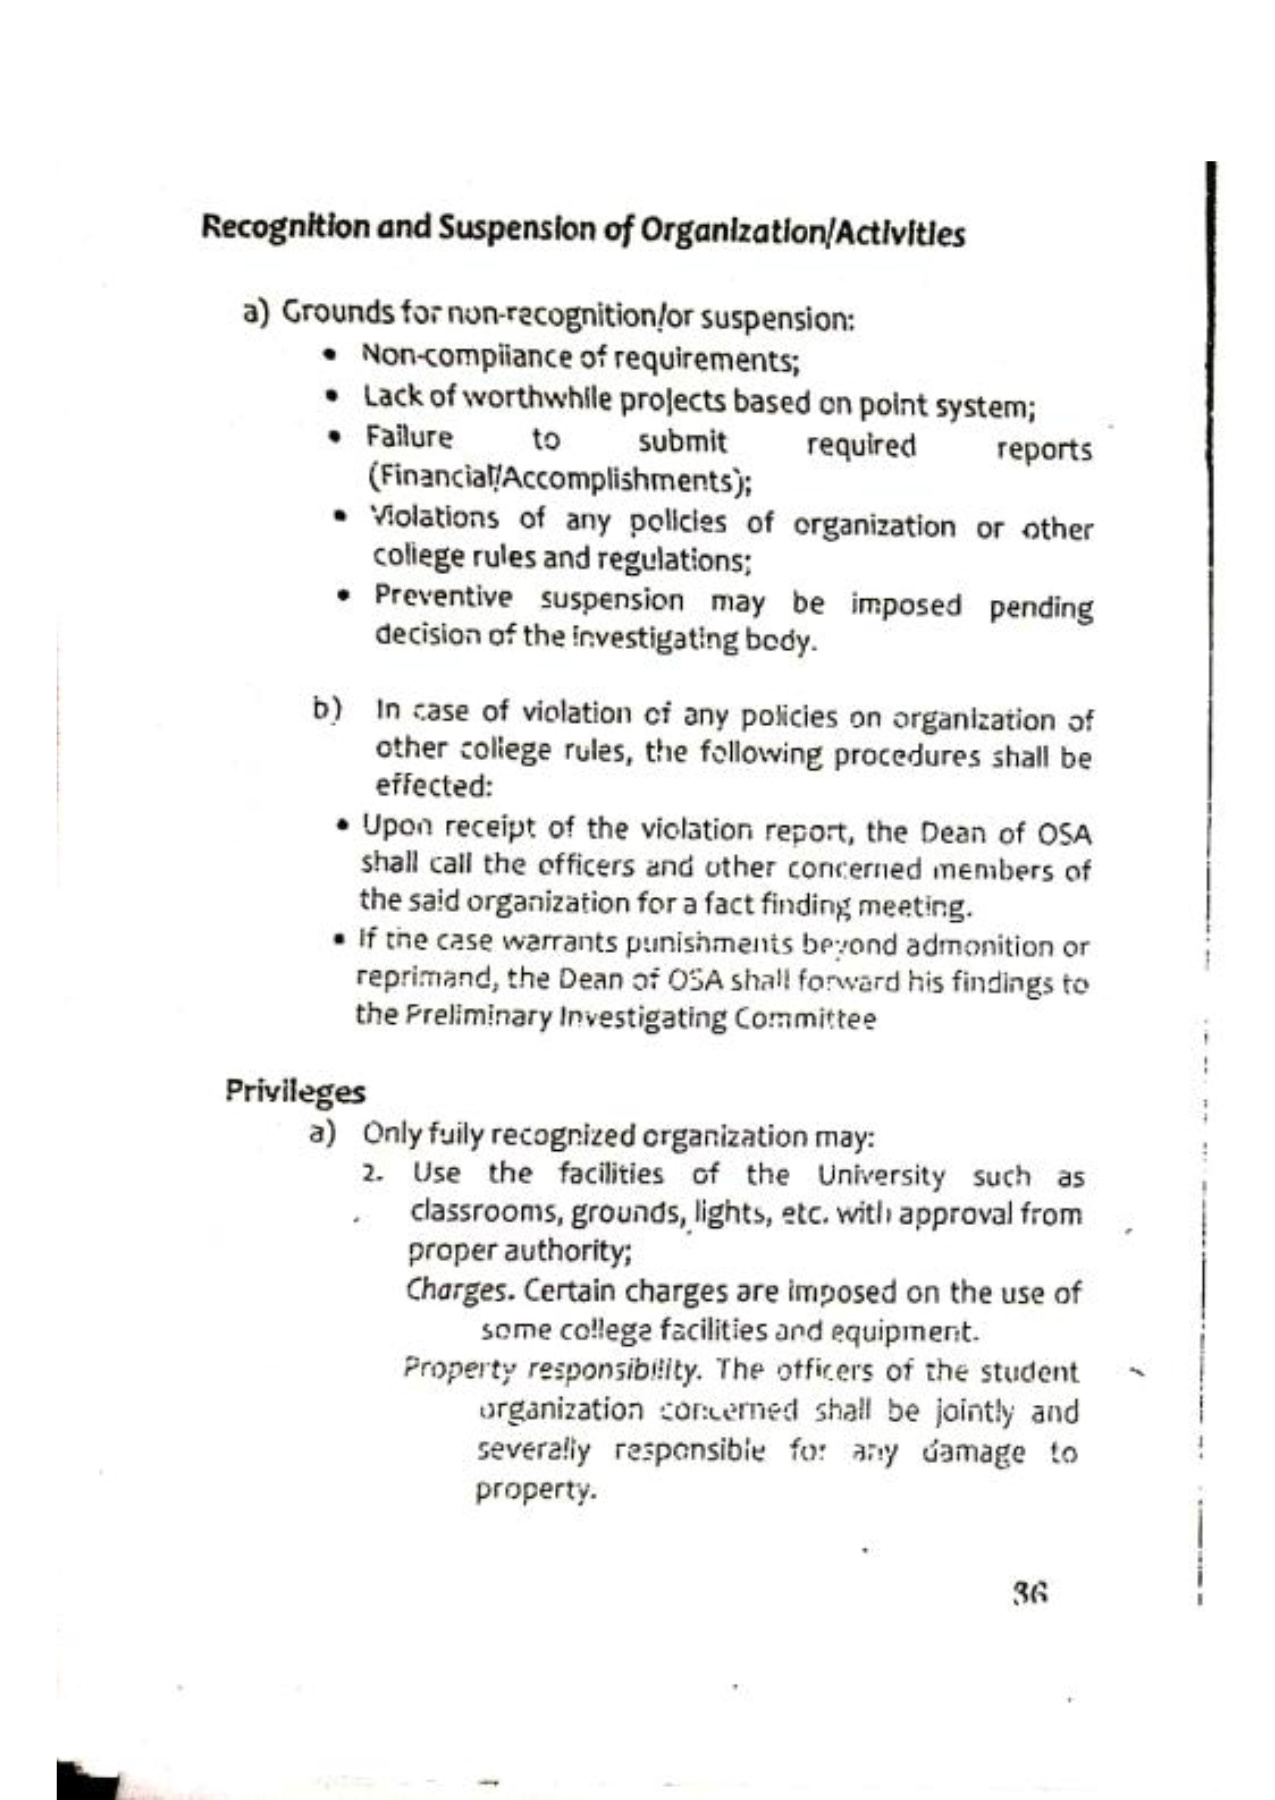 Recognition and Suspension of Organization/Activities
a) Grounds for non-recognition/or suspension:
• Non-compliance of requirements;
• Lack of worthwhile projects based on point system;
• Failure to submit required reports
(Financial/Accomplishments);
• Violations of any policies of organization or other
college rules and regulations;
• Preventive suspension may be imposed pending
decision of the investigating body.
b) In case of violation of any policies on organization of
other college rules, the following procedures shall be
effected:
• Upon receipt of the violation report, the Dean of OSA
shall call the officers and other concerned members of
the said organization for a fact finding meeting.
• If the case warrants punishments beyond admonition or
reprimand, the Dean of OSA shall forward his findings to
the Preliminary Investigating Committee
Privileges
a) Only fully recognized organization may:
2. Use the facilities of the University such as
classrooms, grounds, lights, etc. with approval from
proper authority;
Charges. Certain charges are imposed on the use of
some college facilities and equipment.
Property responsibility. The officers of the student
organization concerned shall be jointly and
severally responsible for any damage to
property.
36